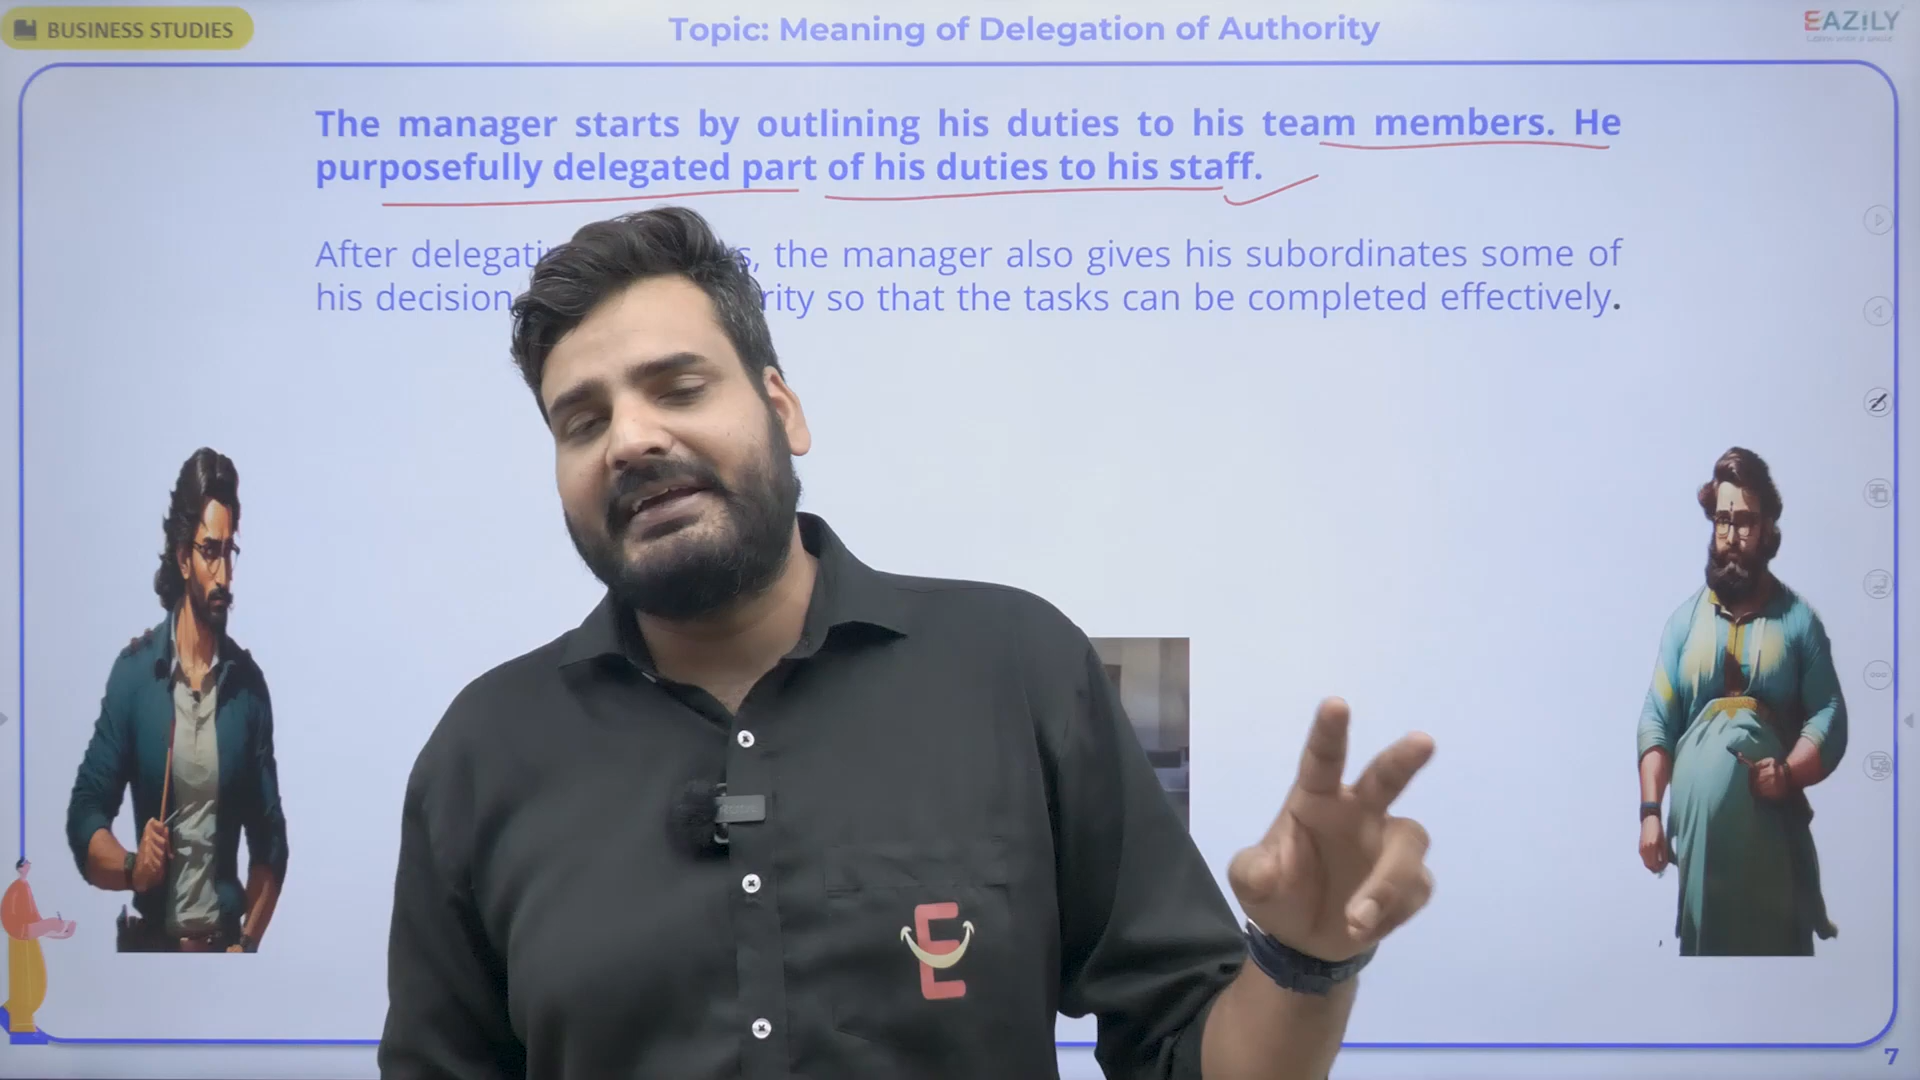 BUSINESS STUDIES
Topic: Meaning of Delegation of Authority
EAZILY
The manager starts by outlining his duties to his team members. He
purposefully delegated part of his duties to his staff.
After delegati s, the manager also gives his subordinates some of
his decision rity so that the tasks can be completed effectively.
E
7